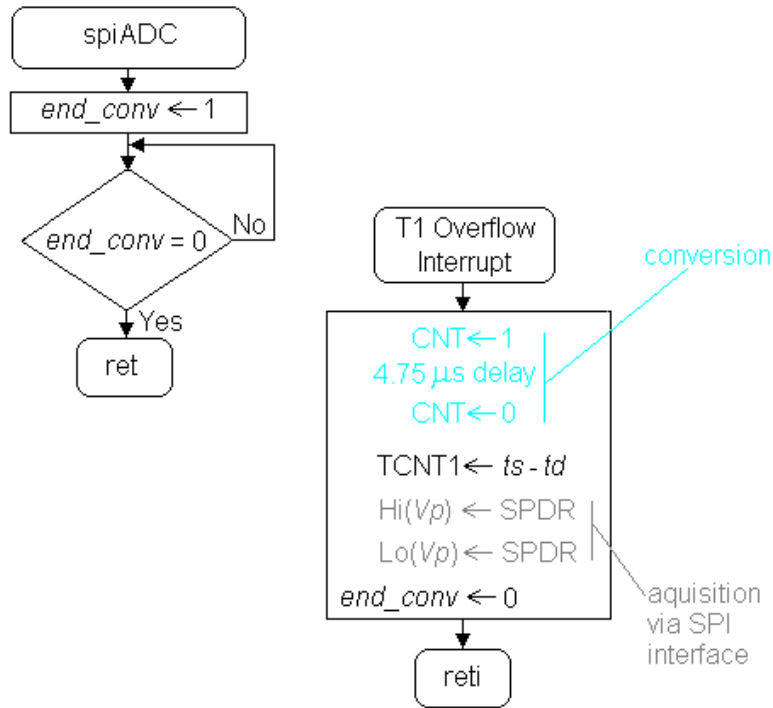 spiADC
end_conv ← 1
end_conv = 0
No
Yes
ret
T1 Overflow
Interrupt
conversion
CNT ← 1
4.75 μs delay
CNT ← 0
TCNT1 ← ts - td
Hi(Vp) ← SPDR
Lo(Vp) ← SPDR
end_conv ← 0
aquisition
via SPI
interface
reti